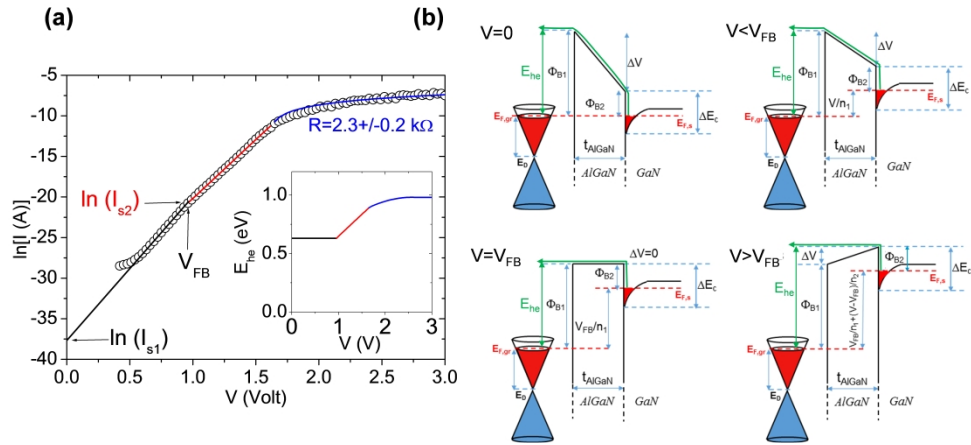 (a)
-5
-10
-15
-20
-25
-30
-35
-40
ln[I (A)]
R=2.3+/-0.2 kΩ
ln (I_s2)
V_FB
ln (I_s1)
1.0
0.5
0.0
E_he (eV)
0 1 2 3
V (V)
0.0 0.5 1.0 1.5 2.0 2.5 3.0
V (Volt)
(b)
V=0
E_he
Φ_B1
ΔV
Φ_B2
ΔE_c
E_F,gr
E_F,s
E_D
t_AlGaN
AlGaN GaN
V<V_FB
E_he
Φ_B1
ΔV
Φ_B2
V/n_1
ΔE_c
E_F,gr
E_F,s
E_D
t_AlGaN
AlGaN GaN
V=V_FB
ΔV=0
E_he
Φ_B1
Φ_B2
ΔE_c
E_F,s
V_FB/n_1
E_F,gr
E_D
t_AlGaN
AlGaN GaN
V>V_FB
ΔV
E_he
Φ_B1
Φ_B2
ΔE_c
E_F,s
V_FB/n_1+(V-V_FB)/n_2
E_F,gr
E_D
t_AlGaN
AlGaN GaN